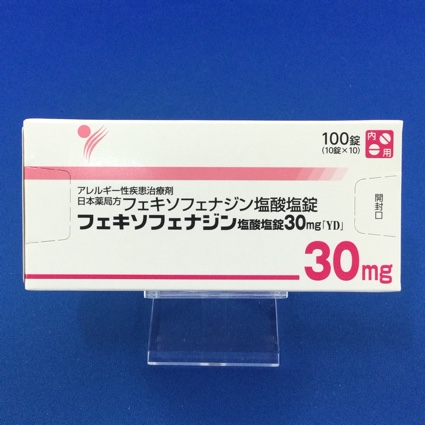 100錠
(10錠×10)
内
用
アレルギー性疾患治療剤
日本薬局方フェキソフェナジン塩酸塩錠
フェキソフェナジン塩酸塩錠30mg「YD」
開封口
30mg